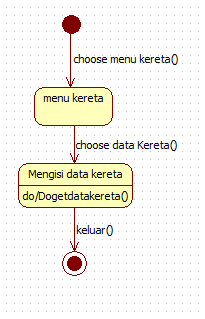 choose menu kereta()
menu kereta
choose data Kereta()
Mengisi data kereta
do/Dogetdatakereta()
keluar()